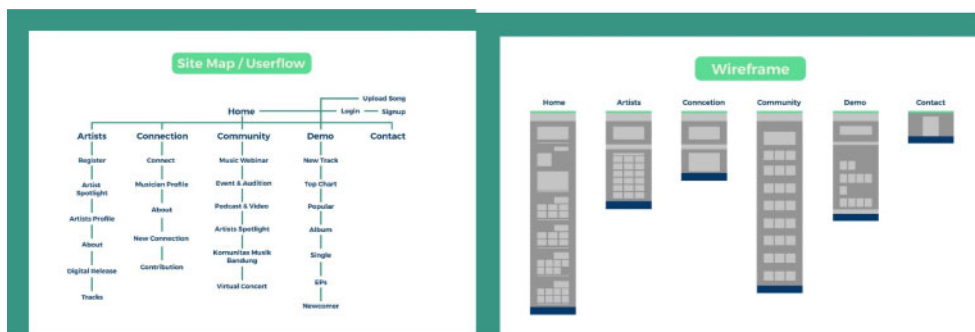 Site Map / Userflow
Upload Song
Home
Login
Signup
Artists
Connection
Community
Demo
Contact
Register
Artist
Spotlight
Artists Profile
About
Digital Release
Tracks
Connect
Musician Profile
About
New Connection
Contribution
Music Webinar
Event & Audition
Podcast & Video
Artists Spotlight
Komunitas Musik
Bandung
Virtual Concert
New Track
Top Chart
Popular
Album
Single
EPs
Newcomer
Wireframe
Home
Artists
Conncetion
Community
Demo
Contact